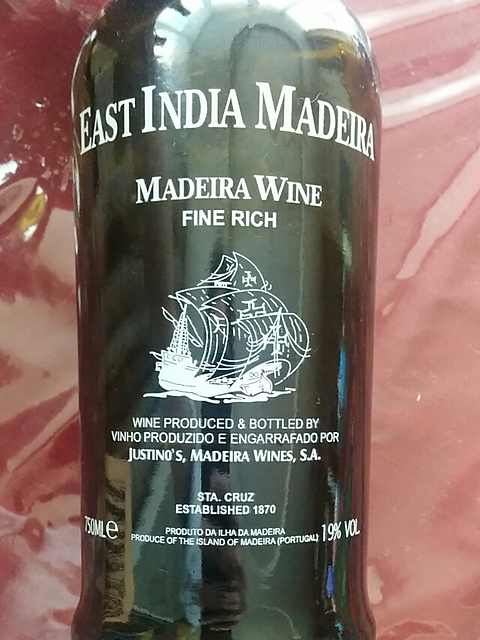 EAST INDIA MADEIRA
MADEIRA WINE
FINE RICH
WINE PRODUCED & BOTTLED BY
VINHO PRODUZIDO E ENGARRAFADO POR
JUSTINO'S, MADEIRA WINES, S.A.
STA. CRUZ
ESTABLISHED 1870
750MLe
PRODUTO DA ILHA DA MADEIRA
PRODUCE OF THE ISLAND OF MADEIRA (PORTUGAL)
19% VOL.